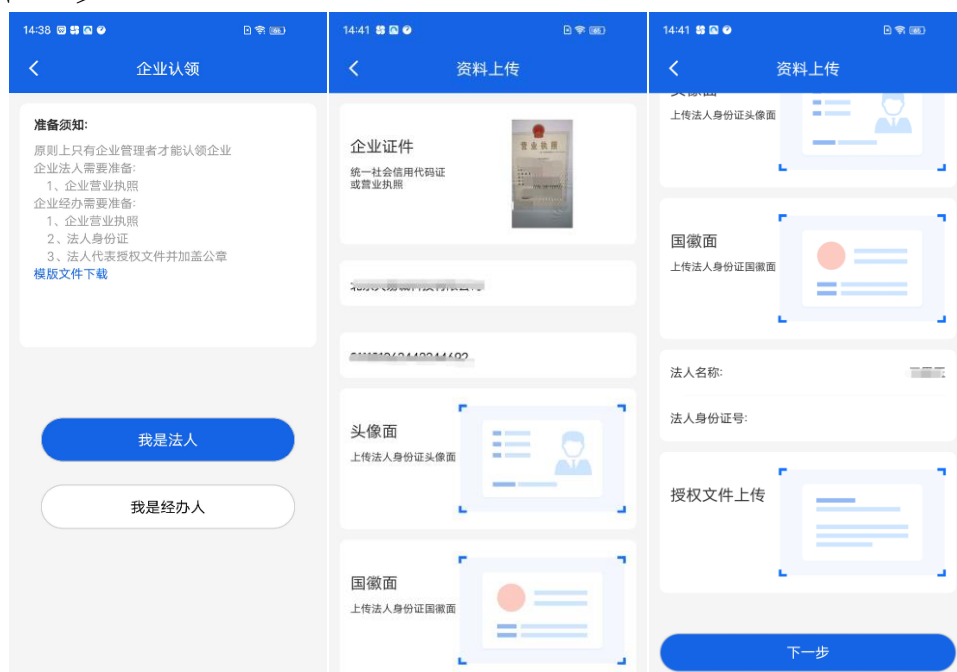 14:38
企业认领
准备须知:
原则上只有企业管理者才能认领企业
企业法人需要准备:
1、企业营业执照
企业经办需要准备:
1、企业营业执照
2、法人身份证
3、法人代表授权文件并加盖公章
模版文件下载
我是法人
我是经办人
14:41
资料上传
企业证件
统一社会信用代码证
或营业执照
营业执照
头像面
上传法人身份证头像面
国徽面
上传法人身份证国徽面
14:41
资料上传
上传法人身份证头像面
国徽面
上传法人身份证国徽面
法人名称:
法人身份证号:
授权文件上传
下一步